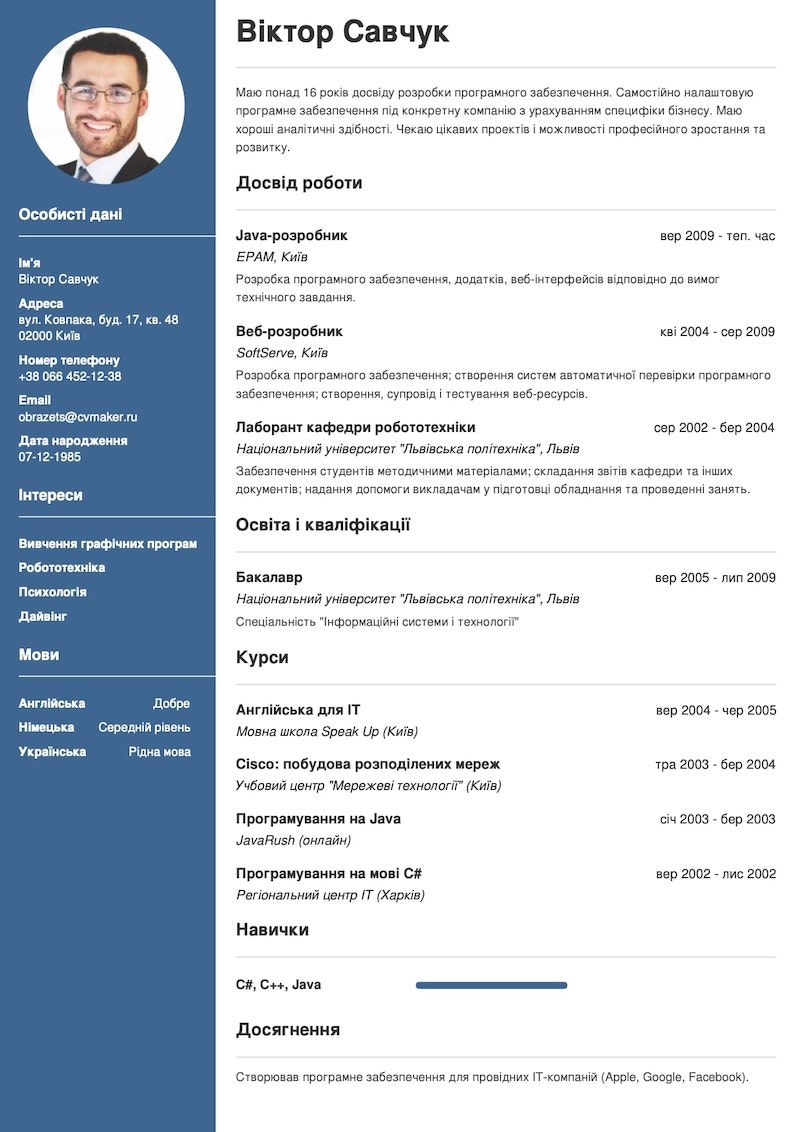 Особисті дані
Ім'я
Віктор Савчук
Адреса
вул. Ковпака, буд. 17, кв. 48
02000 Київ
Номер телефону
+38 066 452-12-38
Email
obrazets@cvmaker.ru
Дата народження
07-12-1985
Інтереси
Вивчення графічних програм
Робототехніка
Психологія
Дайвінг
Мови
Англійська Добре
Німецька Середній рівень
Українська Рідна мова
Віктор Савчук
Маю понад 16 років досвіду розробки програмного забезпечення. Самостійно налаштовую
програмне забезпечення під конкретну компанію з урахуванням специфіки бізнесу. Маю
хороші аналітичні здібності. Чекаю цікавих проектів і можливості професійного зростання та
розвитку.
Досвід роботи
Java-розробник вер 2009 - теп. час
EPAM, Київ
Розробка програмного забезпечення, додатків, веб-інтерфейсів відповідно до вимог
технічного завдання.
Веб-розробник кві 2004 - сер 2009
SoftServe, Київ
Розробка програмного забезпечення; створення систем автоматичної перевірки програмного
забезпечення; створення, супровід і тестування веб-ресурсів.
Лаборант кафедри робототехніки сер 2002 - бер 2004
Національний університет "Львівська політехніка", Львів
Забезпечення студентів методичними матеріалами; складання звітів кафедри та інших
документів; надання допомоги викладачам у підготовці обладнання та проведенні занять.
Освіта і кваліфікації
Бакалавр вер 2005 - лип 2009
Національний університет "Львівська політехніка", Львів
Спеціальність "Інформаційні системи і технології"
Курси
Англійська для IT вер 2004 - чер 2005
Мовна школа Speak Up (Київ)
Cisco: побудова розподілених мереж тра 2003 - бер 2004
Учбовий центр "Мережеві технології" (Київ)
Програмування на Java січ 2003 - бер 2003
JavaRush (онлайн)
Програмування на мові C# вер 2002 - лис 2002
Регіональний центр IT (Харків)
Навички
C#, C++, Java
Досягнення
Створював програмне забезпечення для провідних IT-компаній (Apple, Google, Facebook).